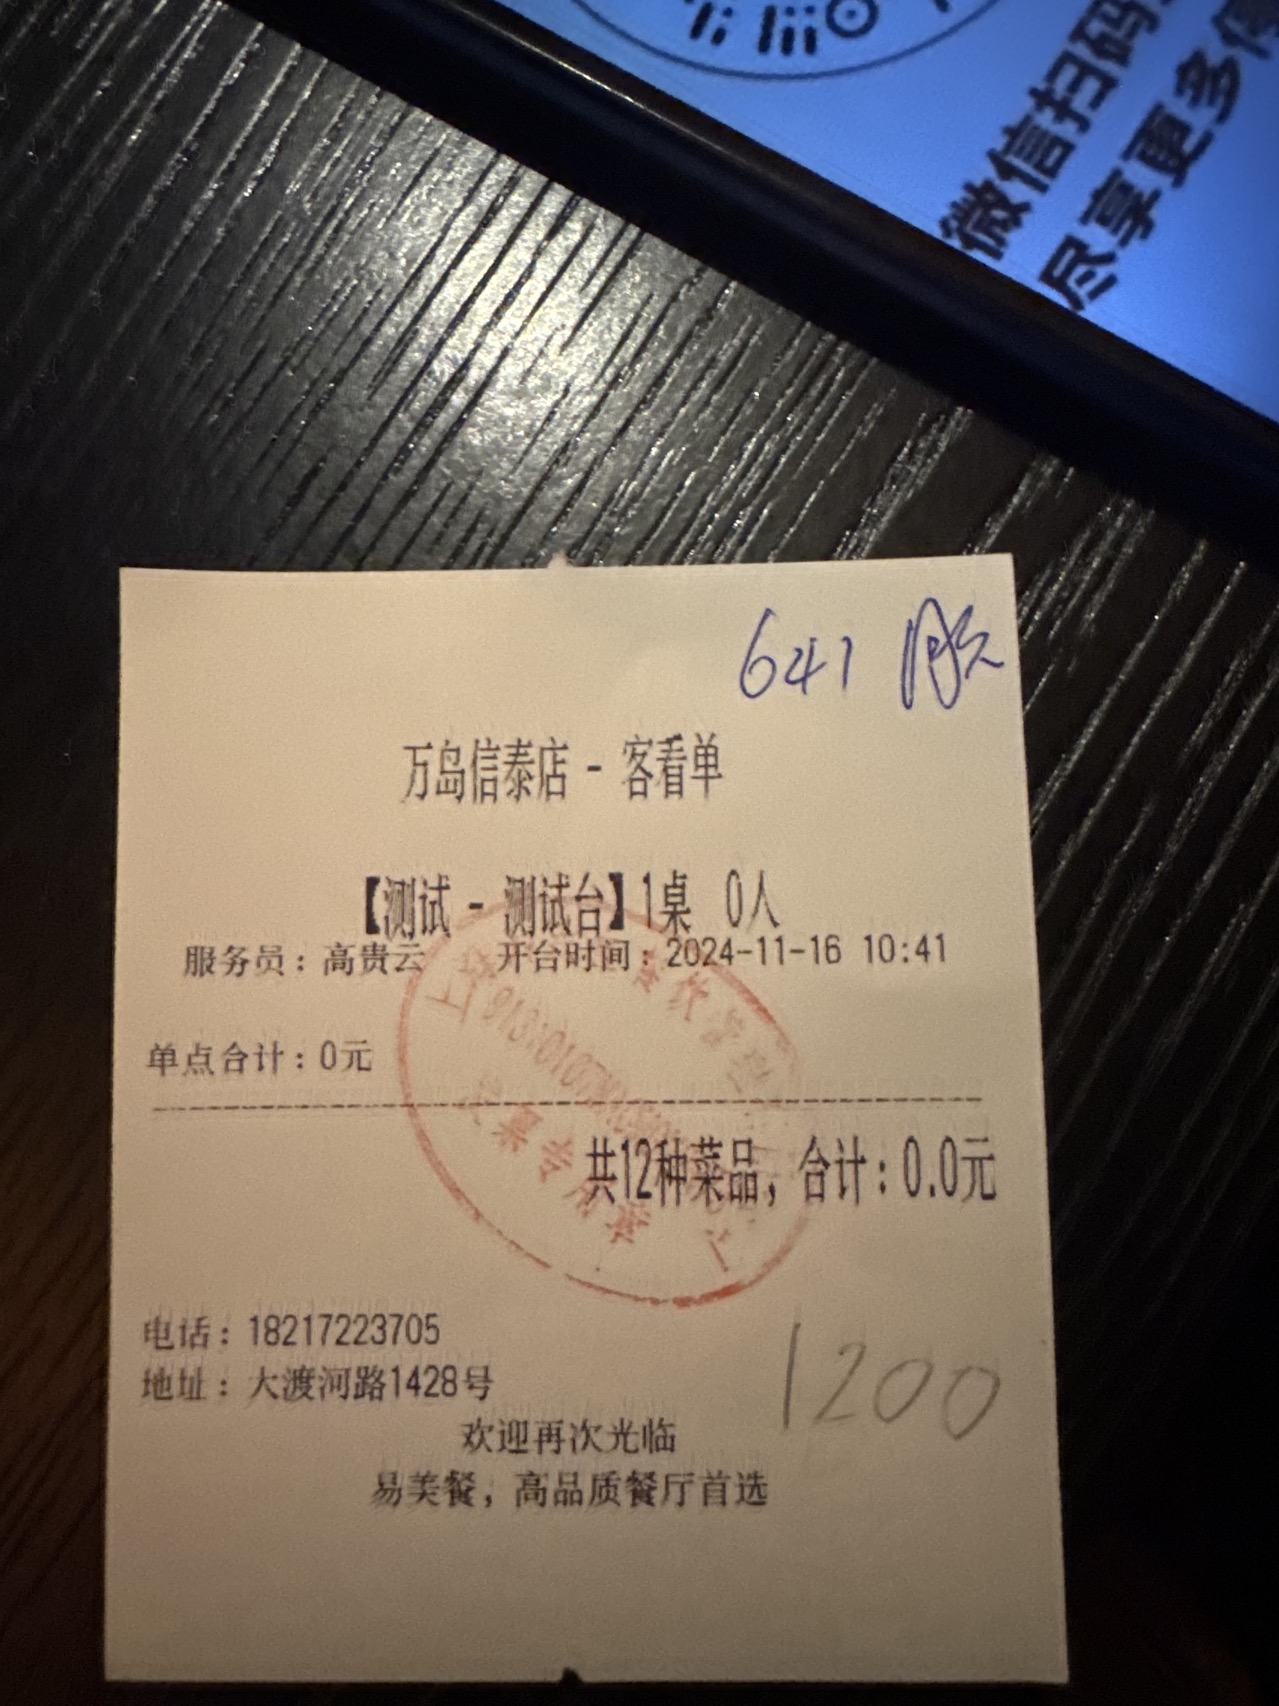 微信扫码
尽享更多
641
万岛信泰店 - 客看单
【测试 - 测试台】1桌 0人
服务员：高贵云 开台时间：2024-11-16 10:41
单点合计：0元
共12种菜品，合计：0.0元
电话：18217223705
地址：大渡河路1428号
1200
欢迎再次光临
易美餐，高品质餐厅首选